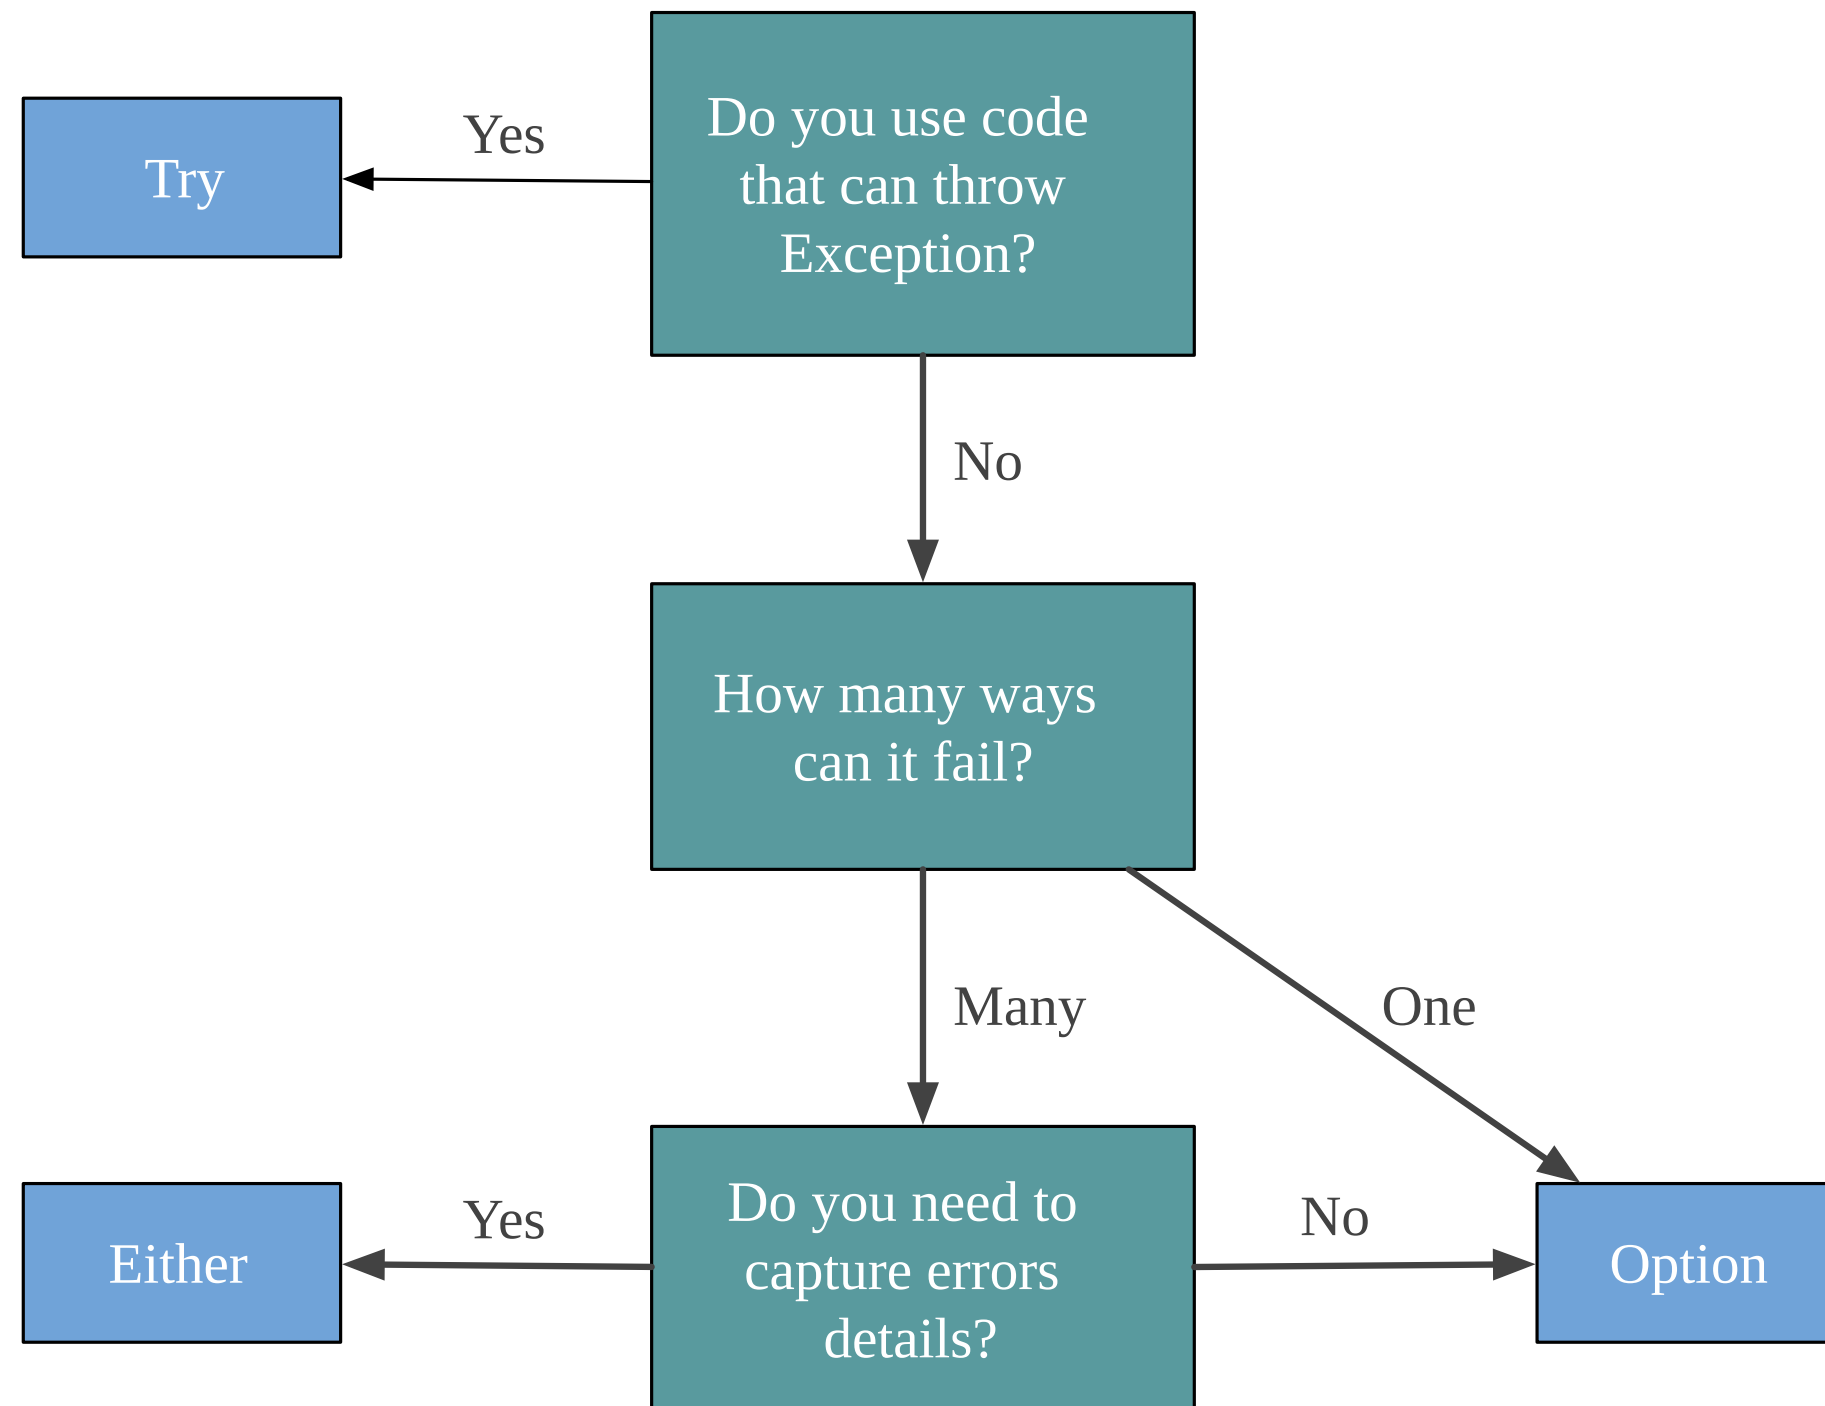 Do you use code
that can throw
Exception?
Yes
Try
No
How many ways
can it fail?
Many
One
Do you need to
capture errors
details?
Yes
Either
No
Option